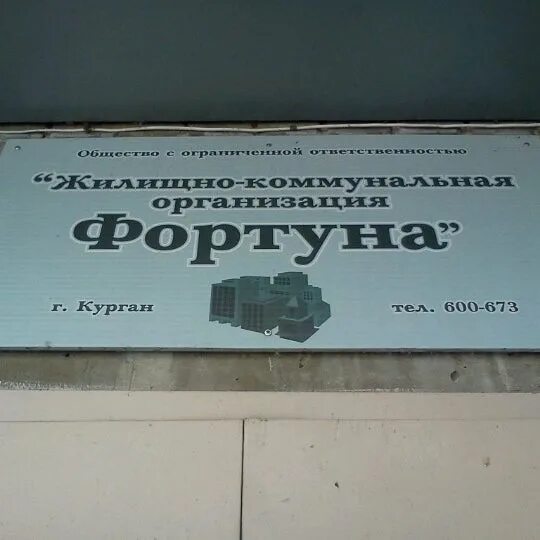 Общество с ограниченной ответственностью
"Жилищно-коммунальная
организация
Фортуна"
г. Курган
тел. 600-673